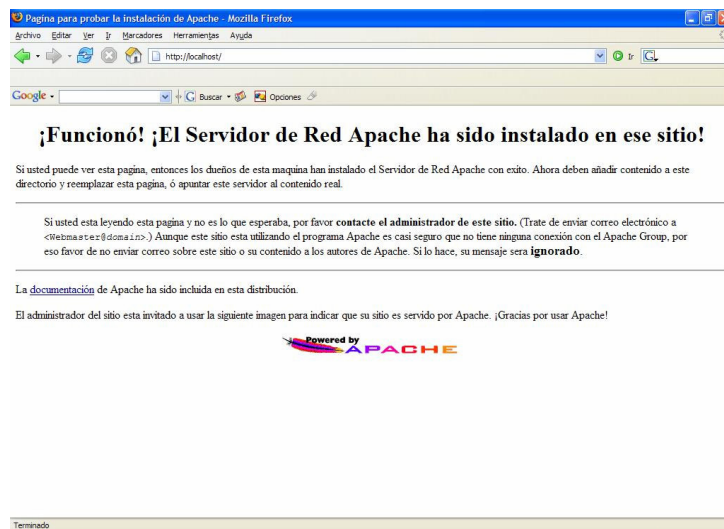 Pagina para probar la instalación de Apache - Mozilla Firefox
Archivo Editar Ver Ir Marcadores Herramientas Ayuda
http://localhost/ Ir G
Google Buscar Opciones
¡Funcionó! ¡El Servidor de Red Apache ha sido instalado en ese sitio!
Si usted puede ver esta pagina, entonces los dueños de esta maquina han instalado el Servidor de Red Apache con exito. Ahora deben añadir contenido a este
directorio y reemplazar esta pagina, ó apuntar este servidor al contenido real.
Si usted esta leyendo esta pagina y no es lo que esperaba, por favor contacte el administrador de este sitio. (Trate de enviar correo electrónico a
<Webmaster@domain>.) Aunque este sitio esta utilizando el programa Apache es casi seguro que no tiene ninguna conexión con el Apache Group, por
eso favor de no enviar correo sobre este sitio o su contenido a los autores de Apache. Si lo hace, su mensaje sera ignorado.
La documentación de Apache ha sido incluida en esta distribución.
El administrador del sitio esta invitado a usar la siguiente imagen para indicar que su sitio es servido por Apache. ¡Gracias por usar Apache!
Powered by
APACHE
Terminado